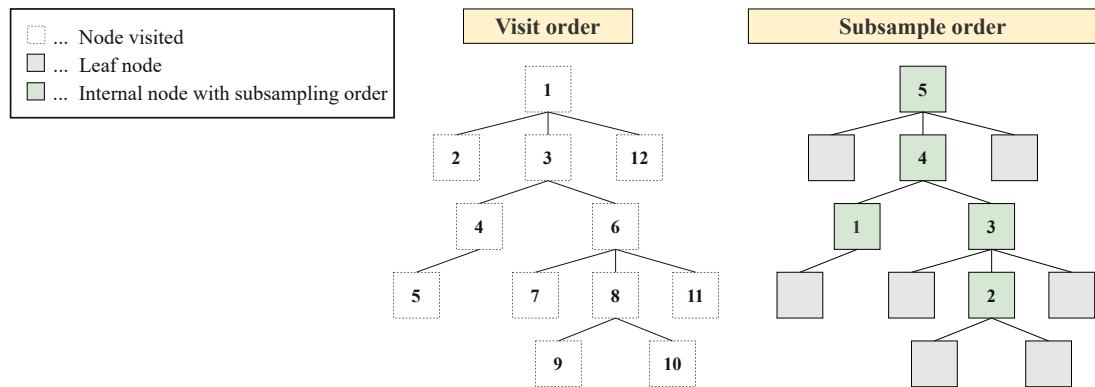 Visit order
Subsample order
... Node visited
... Leaf node
... Internal node with subsampling order
1
2 3 12
4 6
5 7 8 11
9 10
5
4
1 3
2